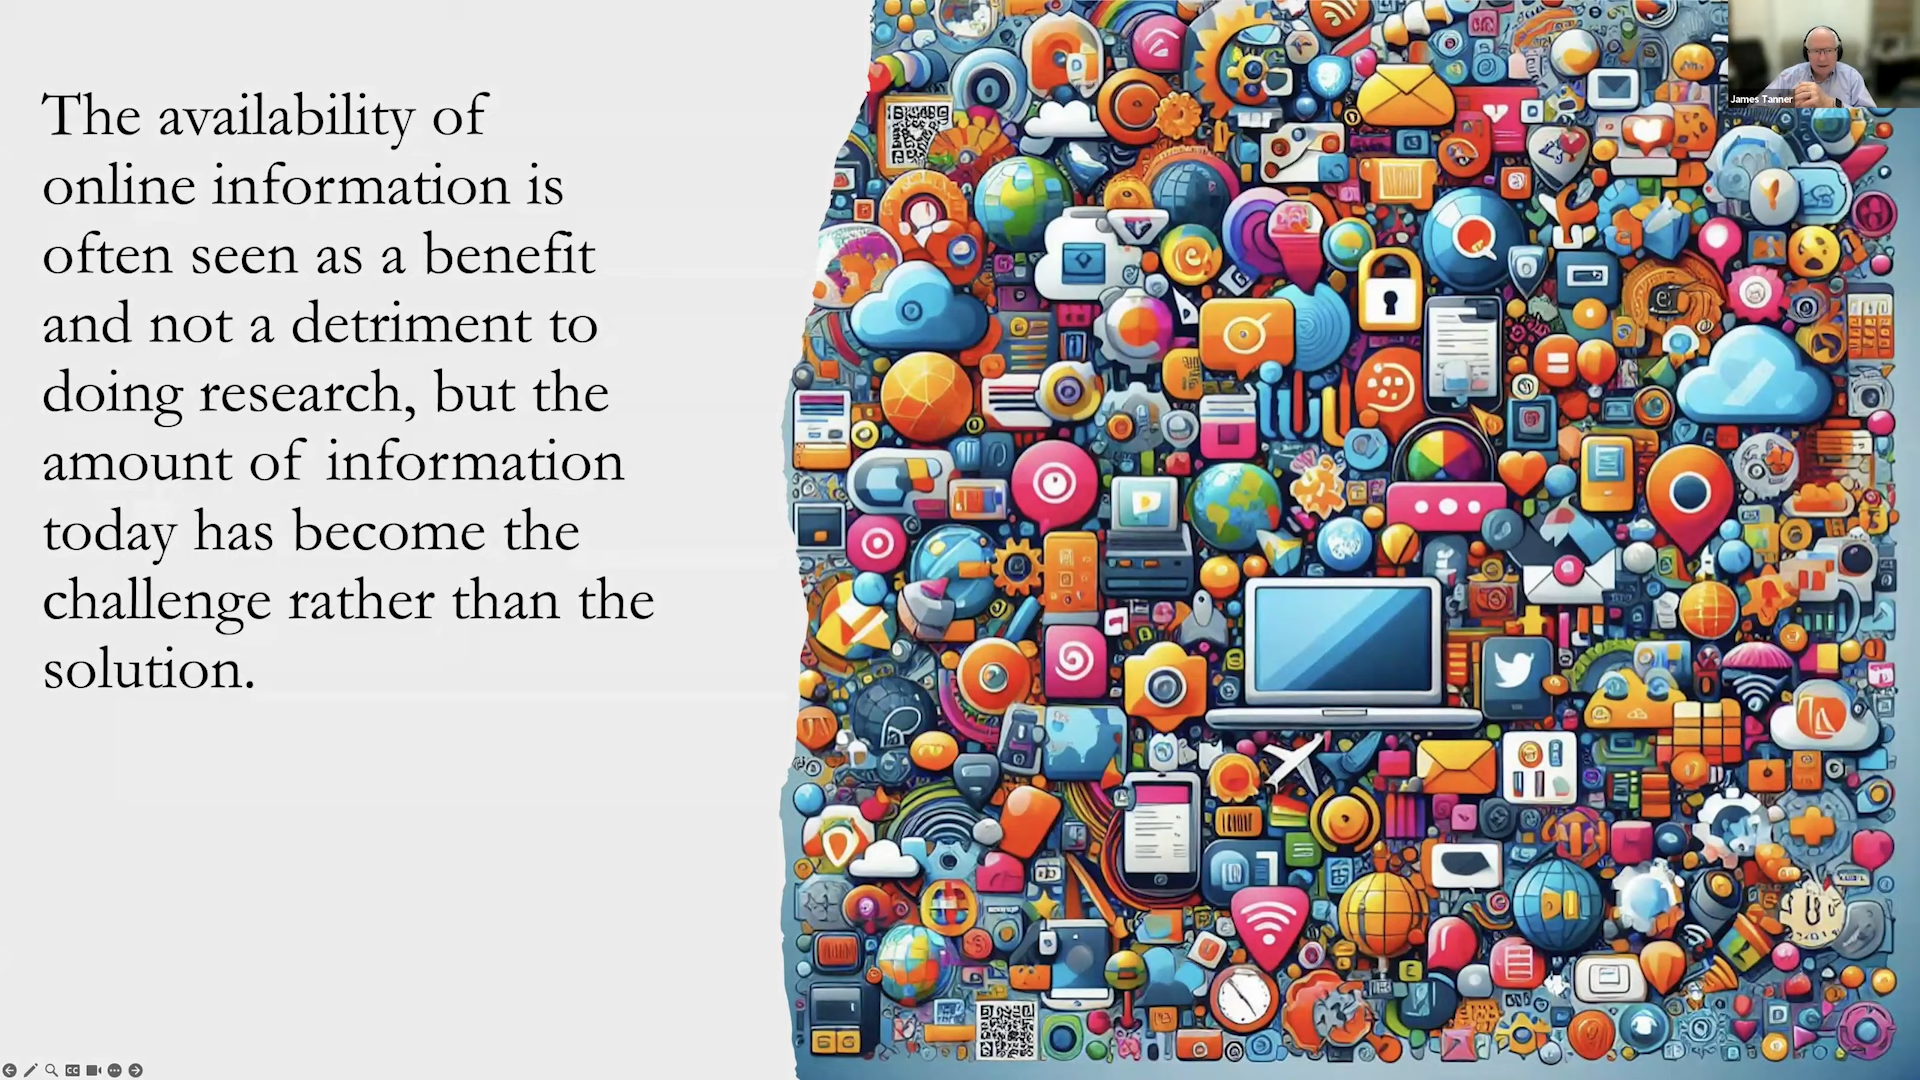 The availability of
online information is
often seen as a benefit
and not a detriment to
doing research, but the
amount of information
today has become the
challenge rather than the
solution.
James Tanner